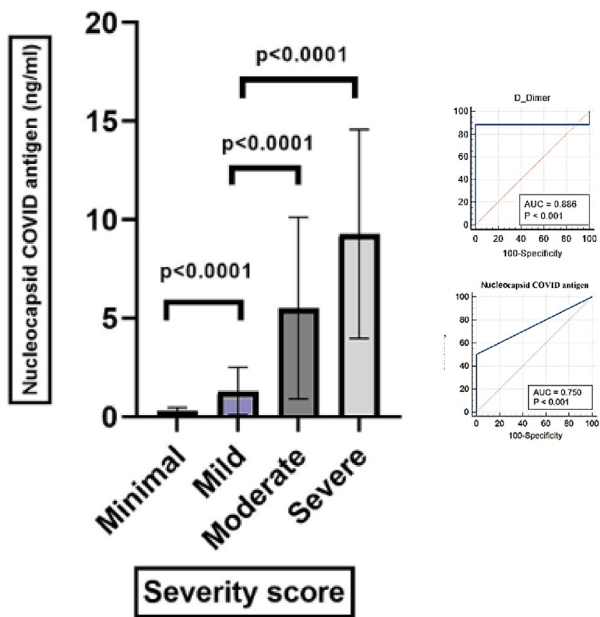 Nucleocapsid COVID antigen (ng/ml)
20
15
10
5
0
p<0.0001
p<0.0001
p<0.0001
Minimal
Mild
Moderate
Severe
Severity score
D_Dimer
100
80
60
40
20
0
AUC = 0.886
P < 0.001
0 20 40 60 80 100
100-Specificity
Nucleocapsid COVID antigen
100
80
60
40
20
0
AUC = 0.750
P < 0.001
0 20 40 60 80 100
100-Specificity